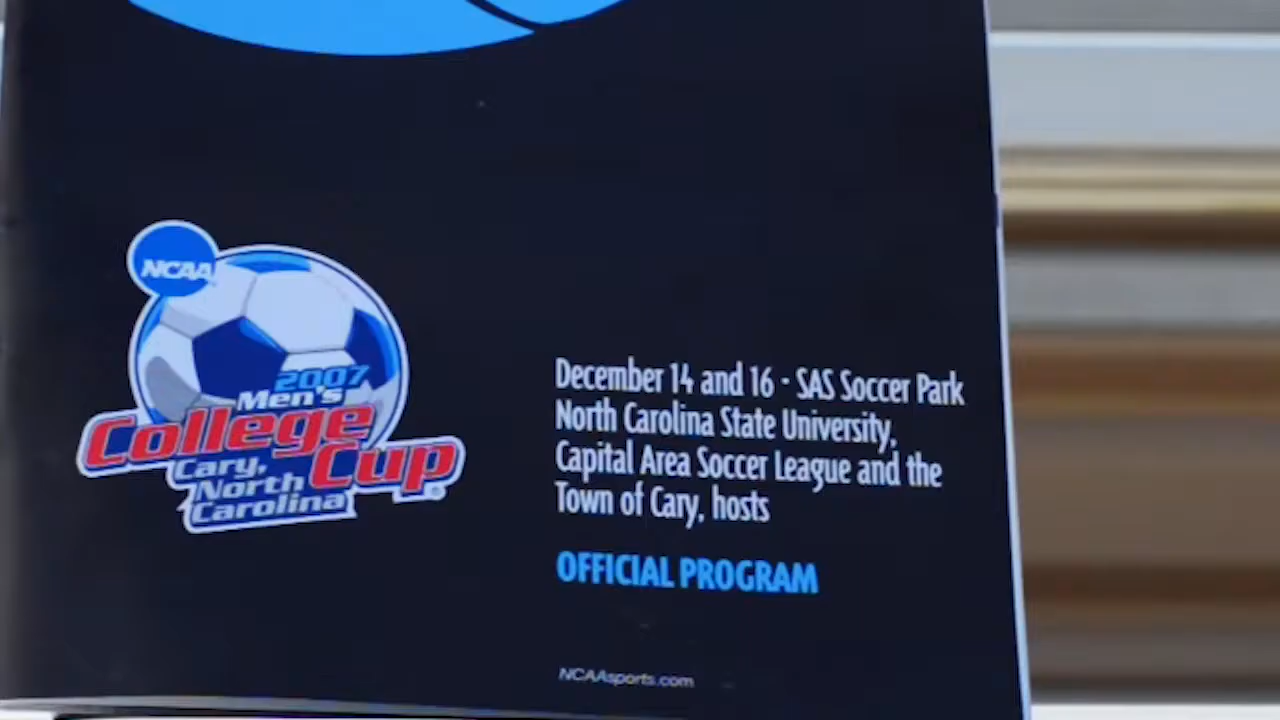 NCAA
2007
Men's
College
Cup
Cary,
North
Carolina
December 14 and 16 - SAS Soccer Park
North Carolina State University,
Capital Area Soccer League and the
Town of Cary, hosts
OFFICIAL PROGRAM
NCAAsports.com